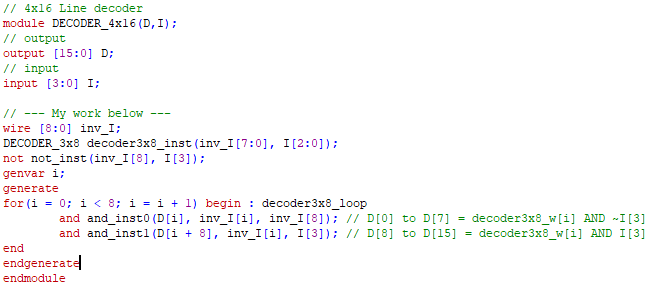 // 4x16 Line decoder
module DECODER_4x16(D,I);
// output
output [15:0] D;
// input
input [3:0] I;

// --- My work below ---
wire [8:0] inv_I;
DECODER_3x8 decoder3x8_inst(inv_I[7:0], I[2:0]);
not not_inst(inv_I[8], I[3]);
genvar i;
generate
for(i = 0; i < 8; i = i + 1) begin : decoder3x8_loop
        and and_inst0(D[i], inv_I[i], inv_I[8]); // D[0] to D[7] = decoder3x8_w[i] AND ~I[3]
        and and_inst1(D[i + 8], inv_I[i], I[3]); // D[8] to D[15] = decoder3x8_w[i] AND I[3]
end
endgenerate
endmodule